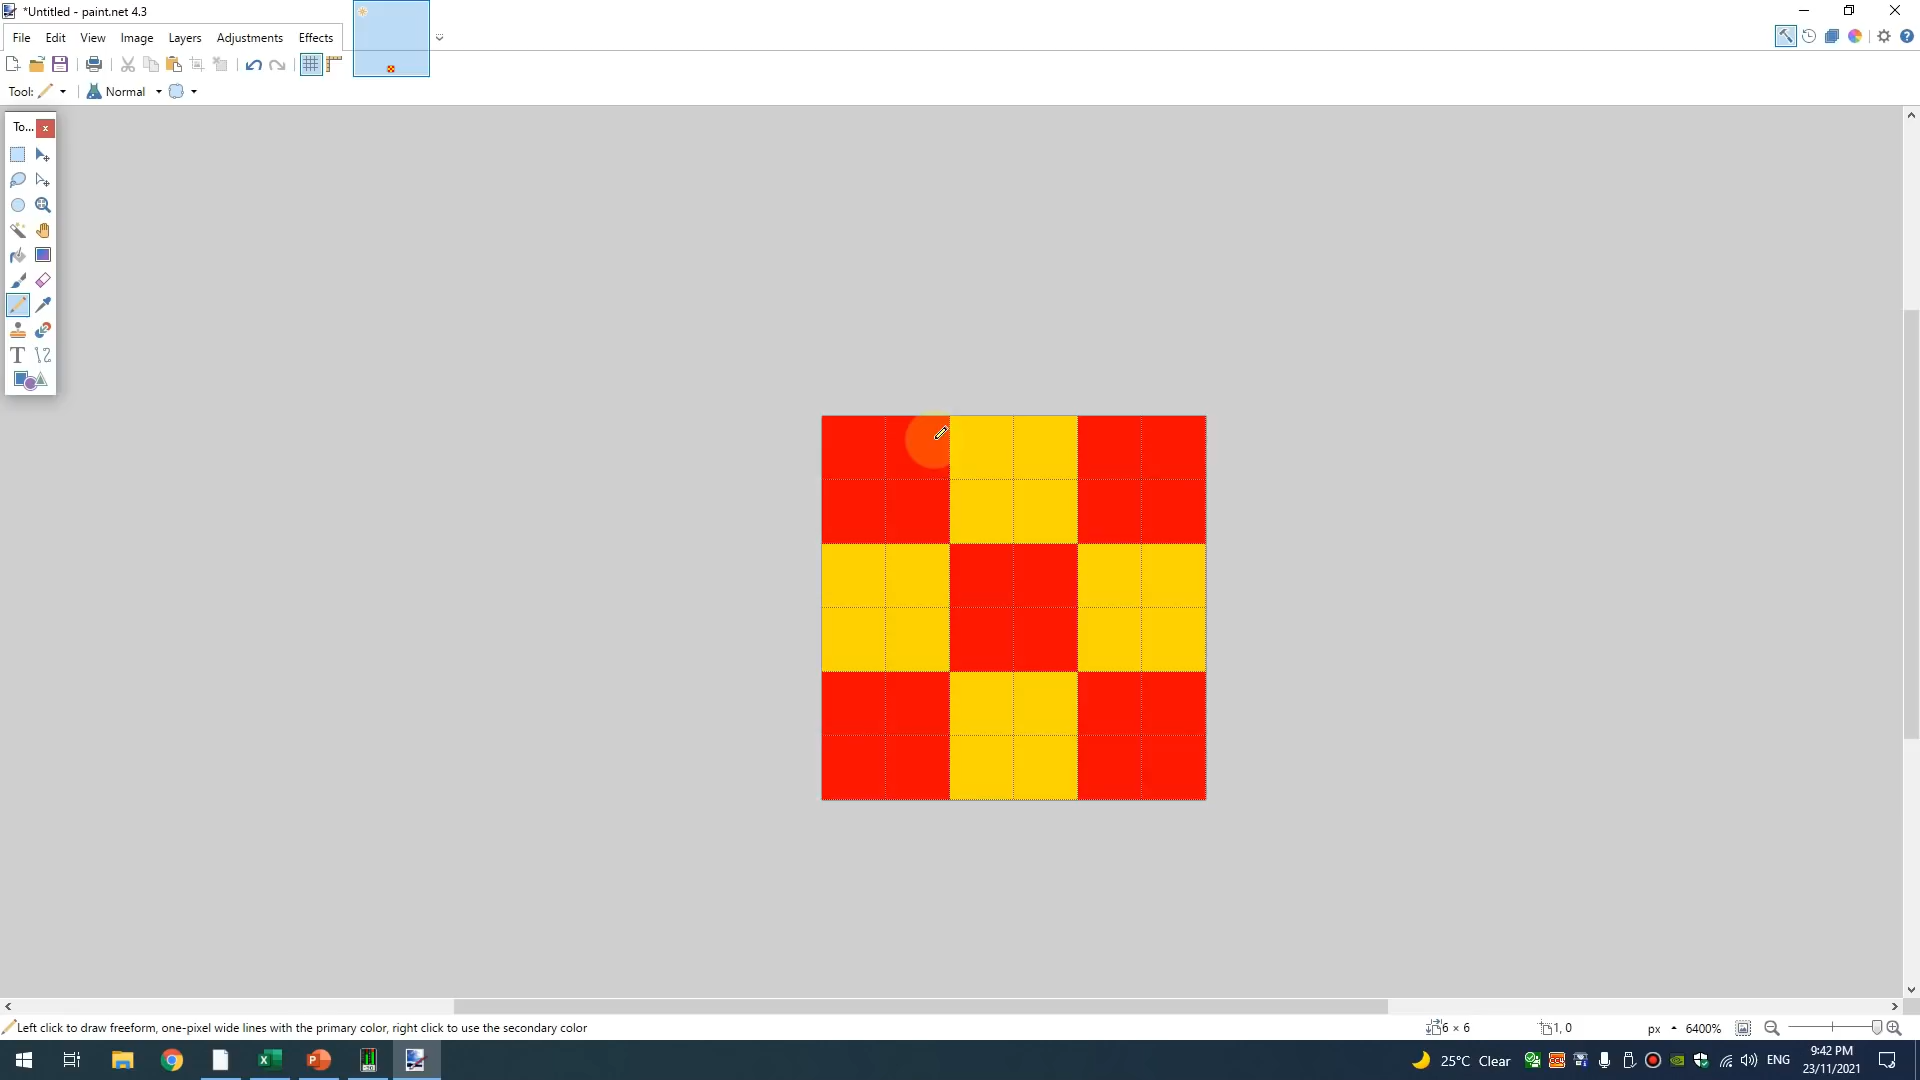 *Untitled - paint.net 4.3
File Edit View Image Layers Adjustments Effects
Tool: Normal
To...
Left click to draw freeform, one-pixel wide lines with the primary color, right click to use the secondary color
6 × 6
1, 0
px
6400%
25°C Clear
ENG
9:42 PM
23/11/2021